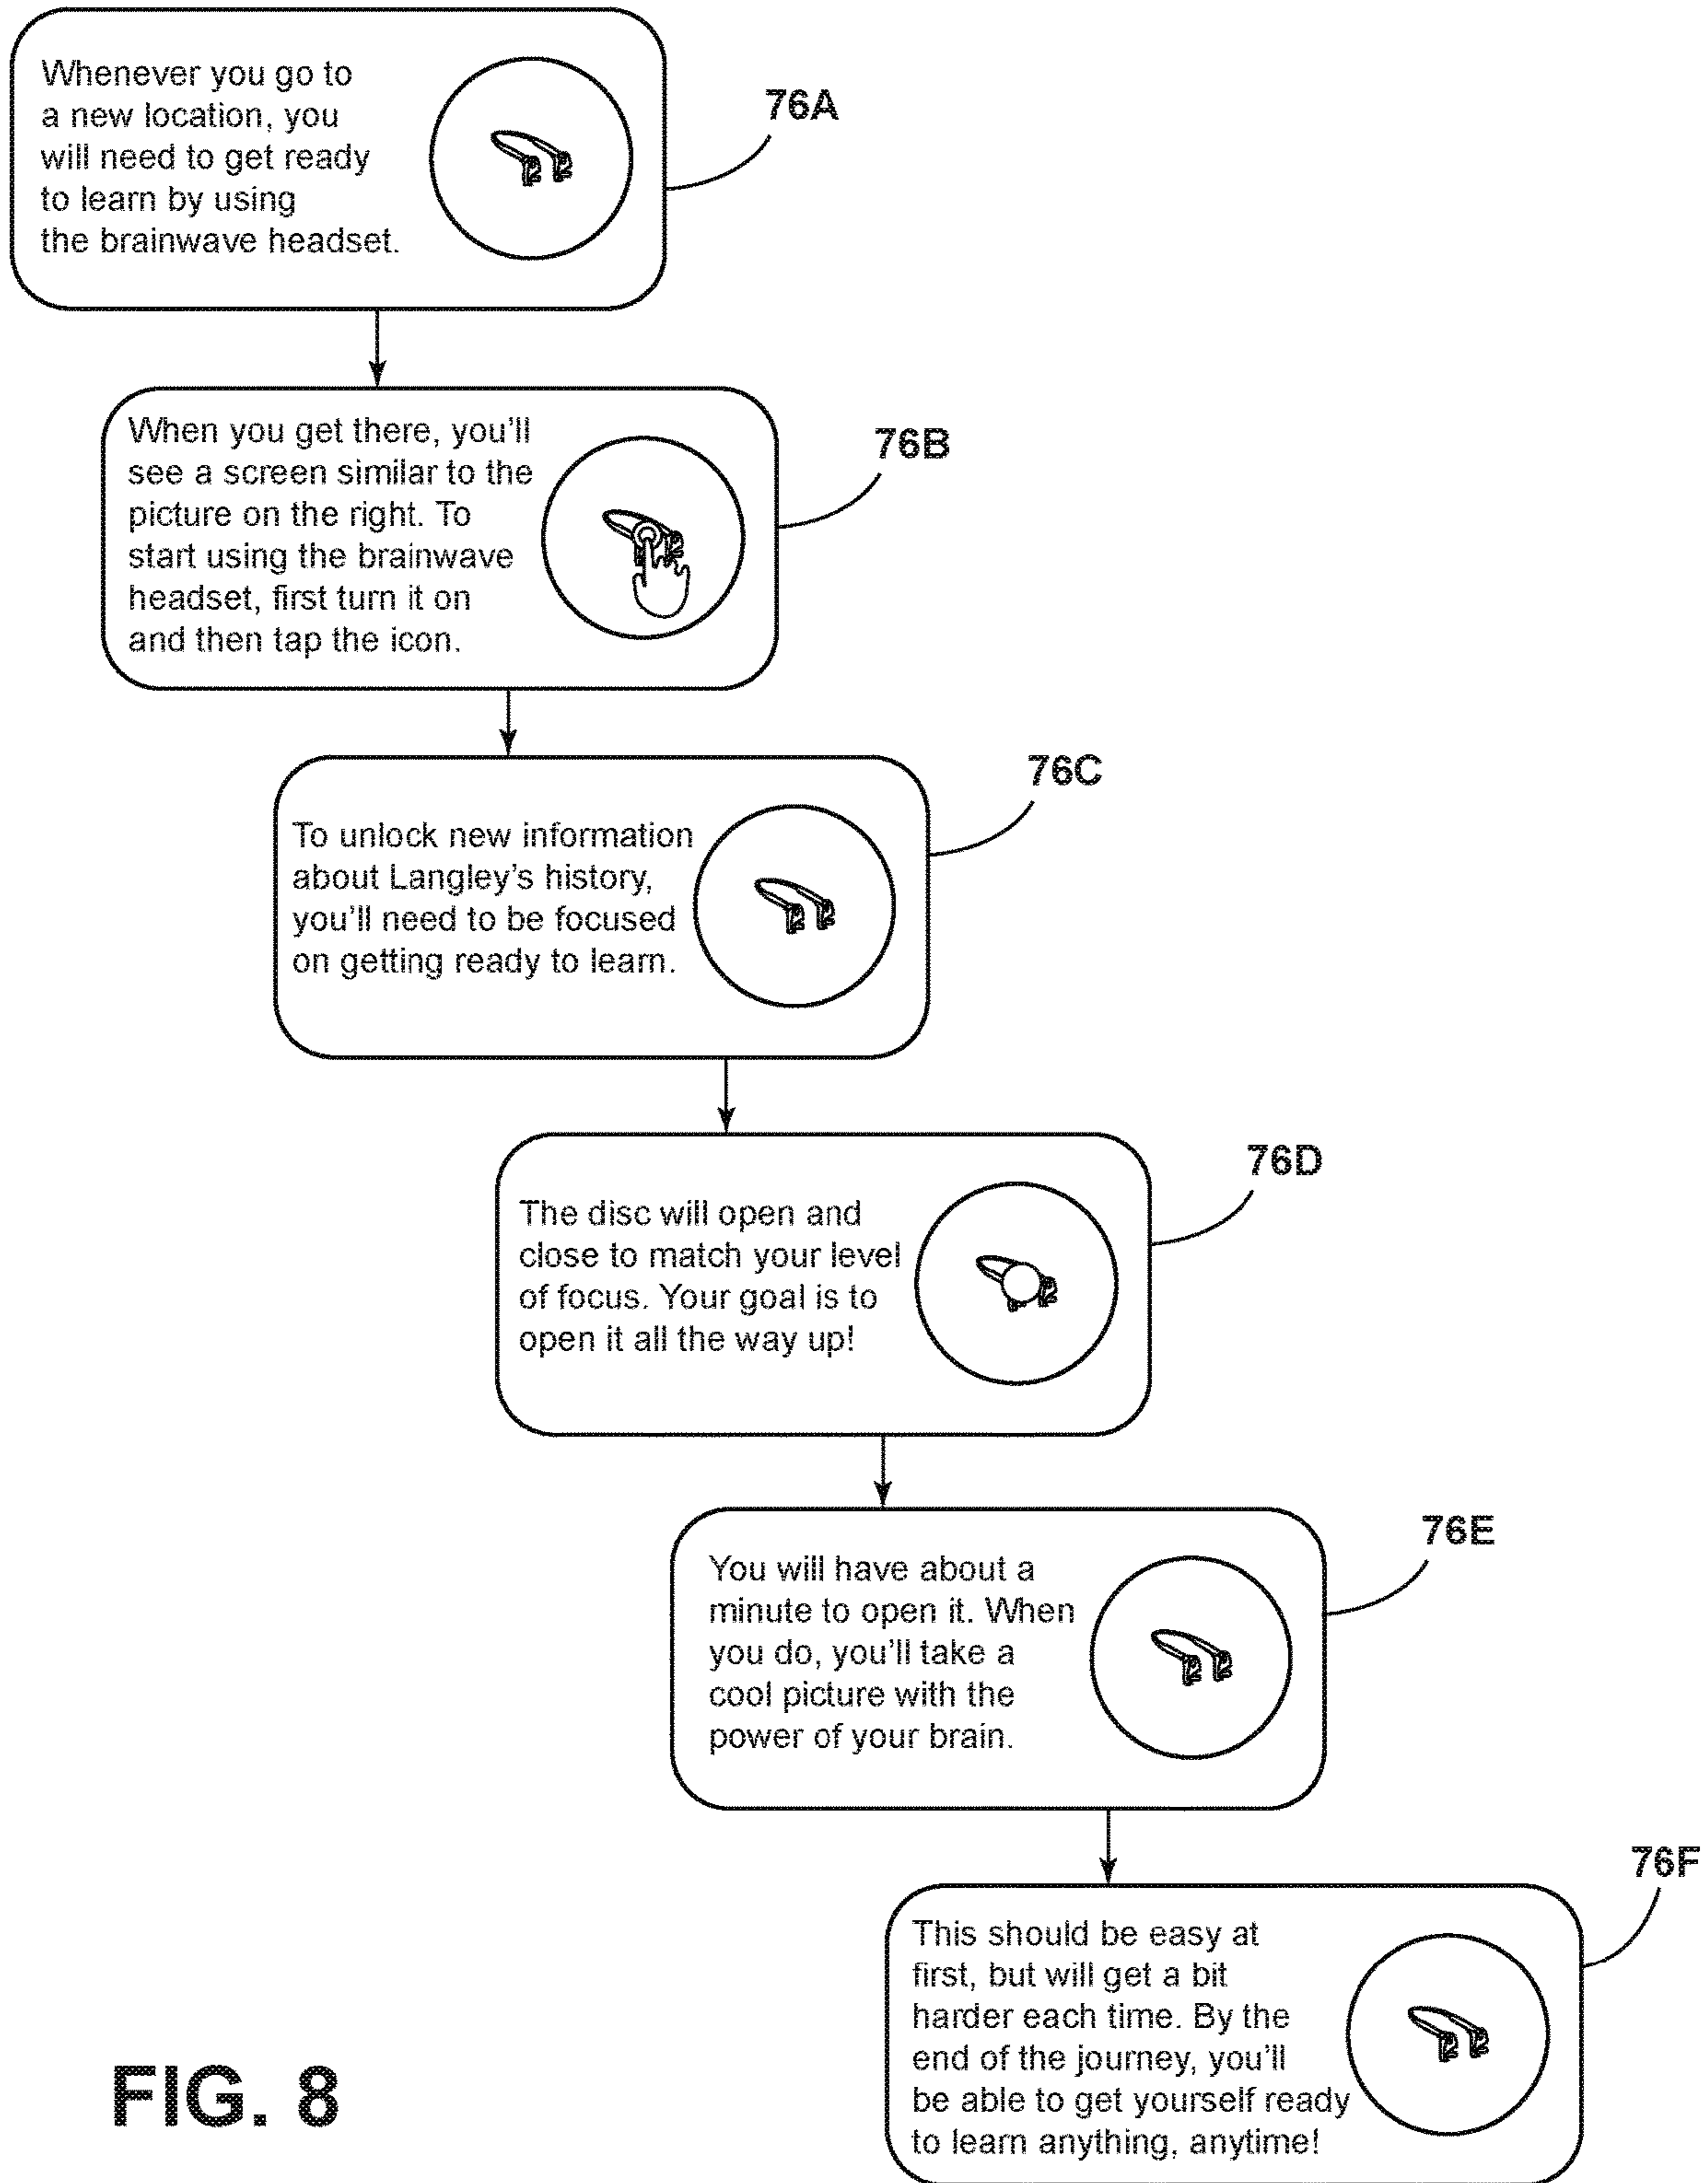 Whenever you go to
a new location, you
will need to get ready
to learn by using
the brainwave headset.
76A
When you get there, you'll
see a screen similar to the
picture on the right. To
start using the brainwave
headset, first turn it on
and then tap the icon.
76B
To unlock new information
about Langley's history,
you'll need to be focused
on getting ready to learn.
76C
The disc will open and
close to match your level
of focus. Your goal is to
open it all the way up!
76D
You will have about a
minute to open it. When
you do, you'll take a
cool picture with the
power of your brain.
76E
This should be easy at
first, but will get a bit
harder each time. By the
end of the journey, you'll
be able to get yourself ready
to learn anything, anytime!
76F
FIG. 8